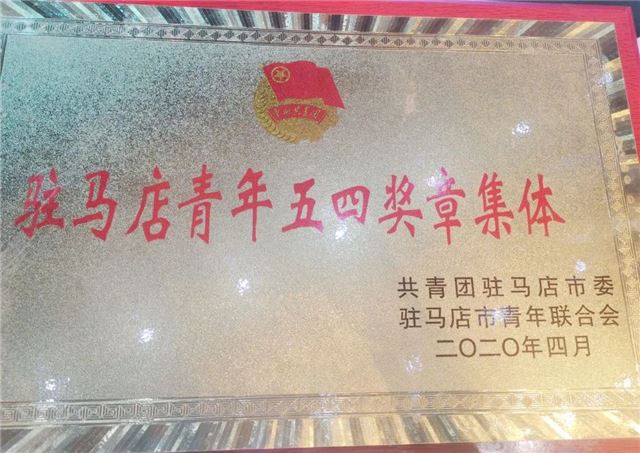 驻马店青年五四奖章集体
共青团驻马店市委
驻马店市青年联合会
二〇二〇年四月